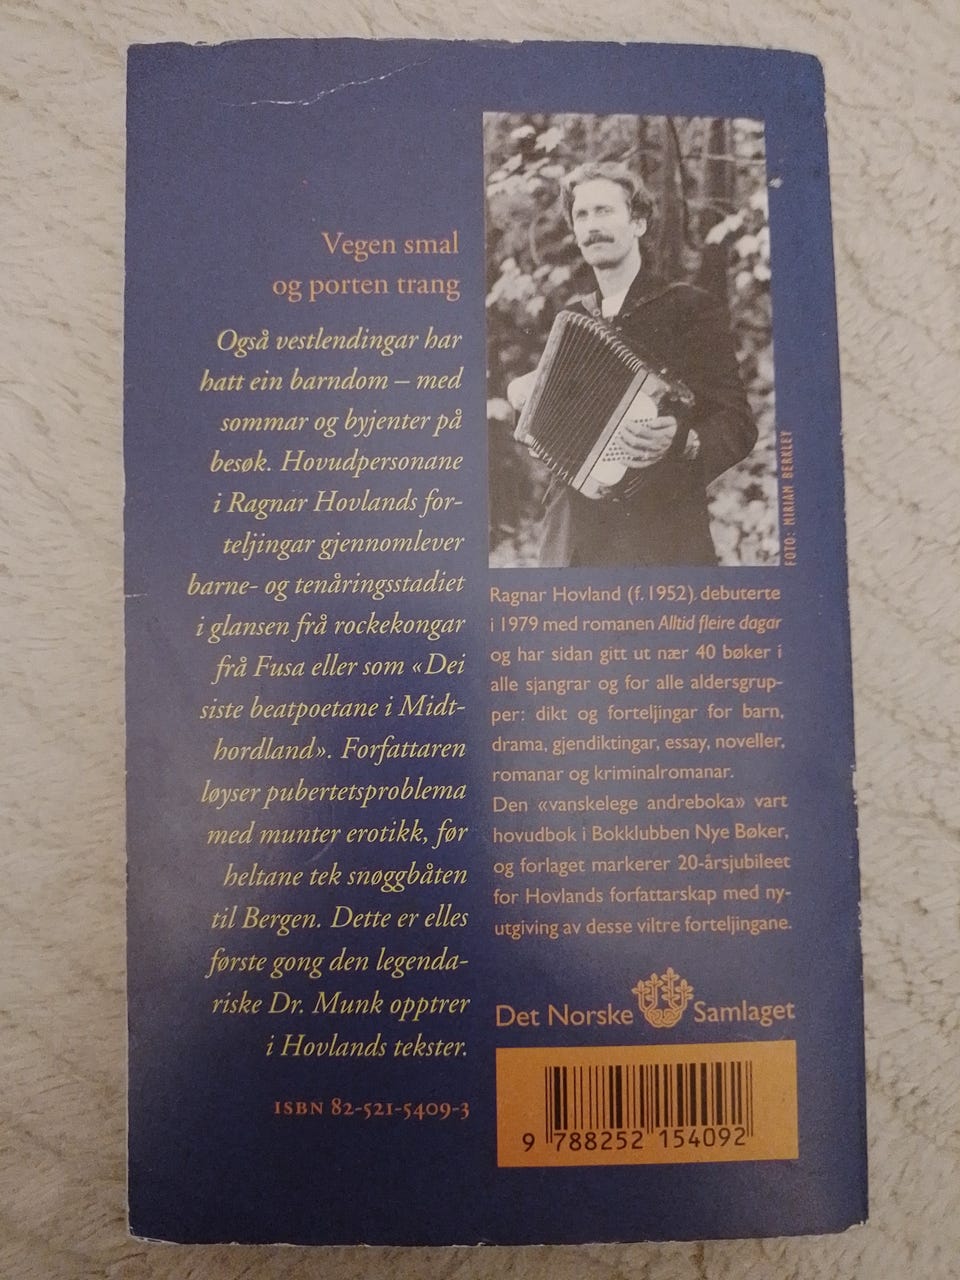 Vegen smal
og porten trang
Også vestlendingar har
hatt ein barndom – med
sommar og byjenter på
besøk. Hovudpersonane
i Ragnar Hovlands for-
teljingar gjennomlever
barne- og tenåringsstadiet
i glansen frå rockekongar
frå Fusa eller som «Dei
siste beatpoetane i Midt-
hordland». Forfattaren
løyser pubertetsproblema
med munter erotikk, før
heltane tek snøggbåten
til Bergen. Dette er elles
første gong den legenda-
riske Dr. Munk opptrer
i Hovlands tekster.
ISBN 82-521-5409-3
FOTO: MIRIAM BERKLEY
Ragnar Hovland (f. 1952) debuterte
i 1979 med romanen Alltid fleire dagar
og har sidan gitt ut nær 40 bøker i
alle sjangrar og for alle aldersgrup-
per: dikt og forteljingar for barn,
drama, gjendiktingar, essay, noveller,
romanar og kriminalromanar.
Den «vanskelege andreboka» vart
hovudbok i Bokklubben Nye Bøker,
og forlaget markerer 20-årsjubileet
for Hovlands forfattarskap med ny-
utgiving av desse viltre forteljingane.
Det Norske Samlaget
9 788252 154092